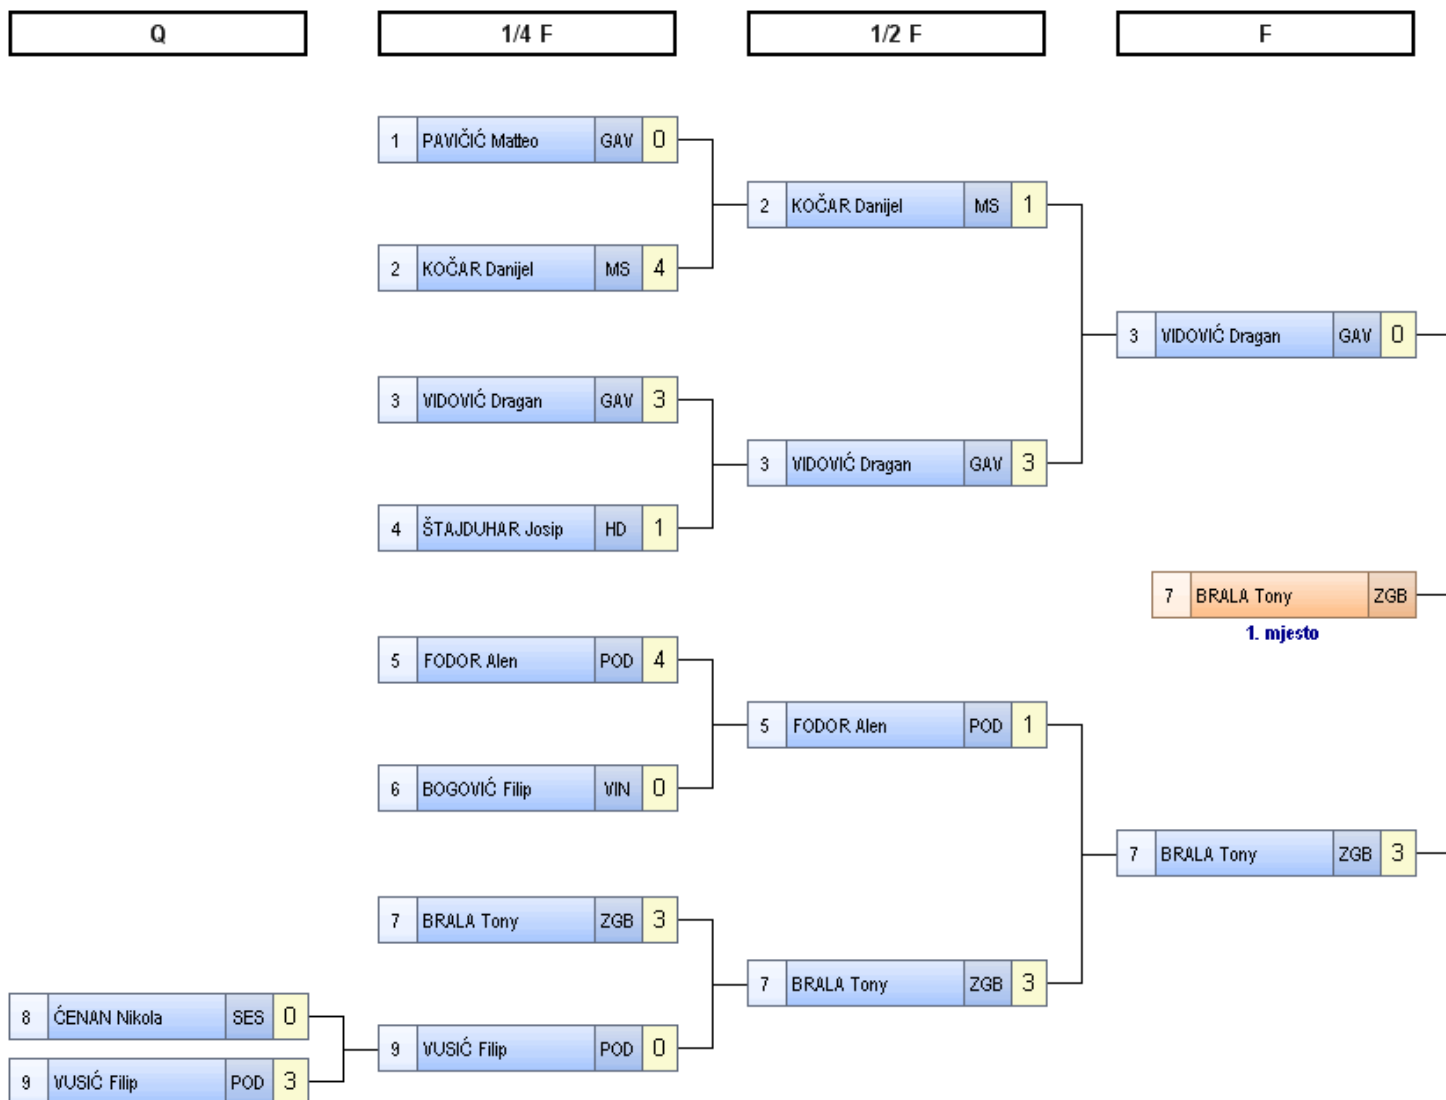 Q
1/4 F
1/2 F
F
1 PAVIČIĆ Matteo GAV 0
2 KOČAR Danijel MS 4
3 VIDOVIĆ Dragan GAV 3
4 ŠTAJDUHAR Josip HD 1
5 FODOR Alen POD 4
6 BOGOVIĆ Filip VIN 0
7 BRALA Tony ZGB 3
8 ĆENAN Nikola SES 0
9 VUSIĆ Filip POD 3
9 VUSIĆ Filip POD 0
2 KOČAR Danijel MS 1
3 VIDOVIĆ Dragan GAV 3
5 FODOR Alen POD 1
7 BRALA Tony ZGB 3
3 VIDOVIĆ Dragan GAV 0
7 BRALA Tony ZGB
1. mjesto
7 BRALA Tony ZGB 3